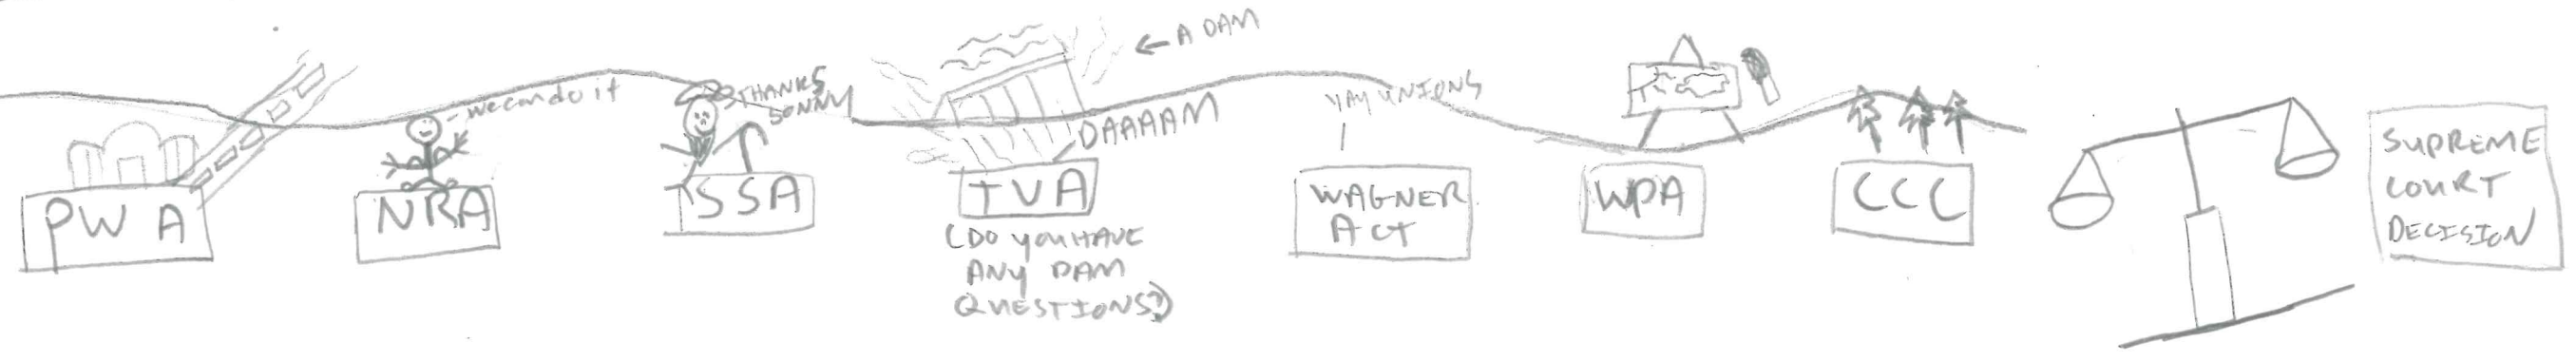 PWA
we can do it
NRA
THANKS
SONNY
SSA
← A DAM
DAAAAM
TVA
(DO YOU HAVE
ANY DAM
QUESTIONS?)
YAY UNIONS
WAGNER
ACT
WPA
CCC
SUPREME
COURT
DECISION